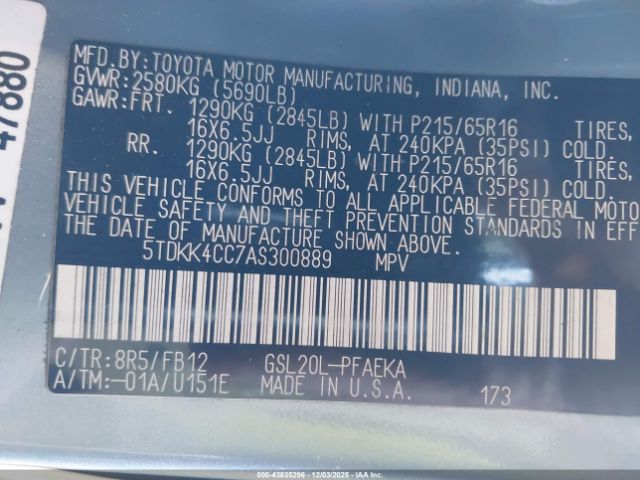 MFD.BY:TOYOTA MOTOR MANUFACTURING, INDIANA, INC.
GVWR:2580KG (5690LB)
GAWR:FRT. 1290KG (2845LB) WITH P215/65R16 TIRES,
16X6.5JJ RIMS, AT 240KPA (35PSI) COLD.
RR. 1290KG (2845LB) WITH P215/65R16 TIRES,
16X6.5JJ RIMS, AT 240KPA (35PSI) COLD.
THIS VEHICLE CONFORMS TO ALL APPLICABLE FEDERAL MOTO
VEHICLE SAFETY AND THEFT PREVENTION STANDARDS IN EFF
THE DATE OF MANUFACTURE SHOWN ABOVE.
5TDKK4CC7AS300889 MPV
C/TR:8R5/FB12 GSL20L-PFAEKA
A/TM:-01A/U151E MADE IN U.S.A. 173
47880
000-43835296 - 12/03/2025 - IAAI.COM